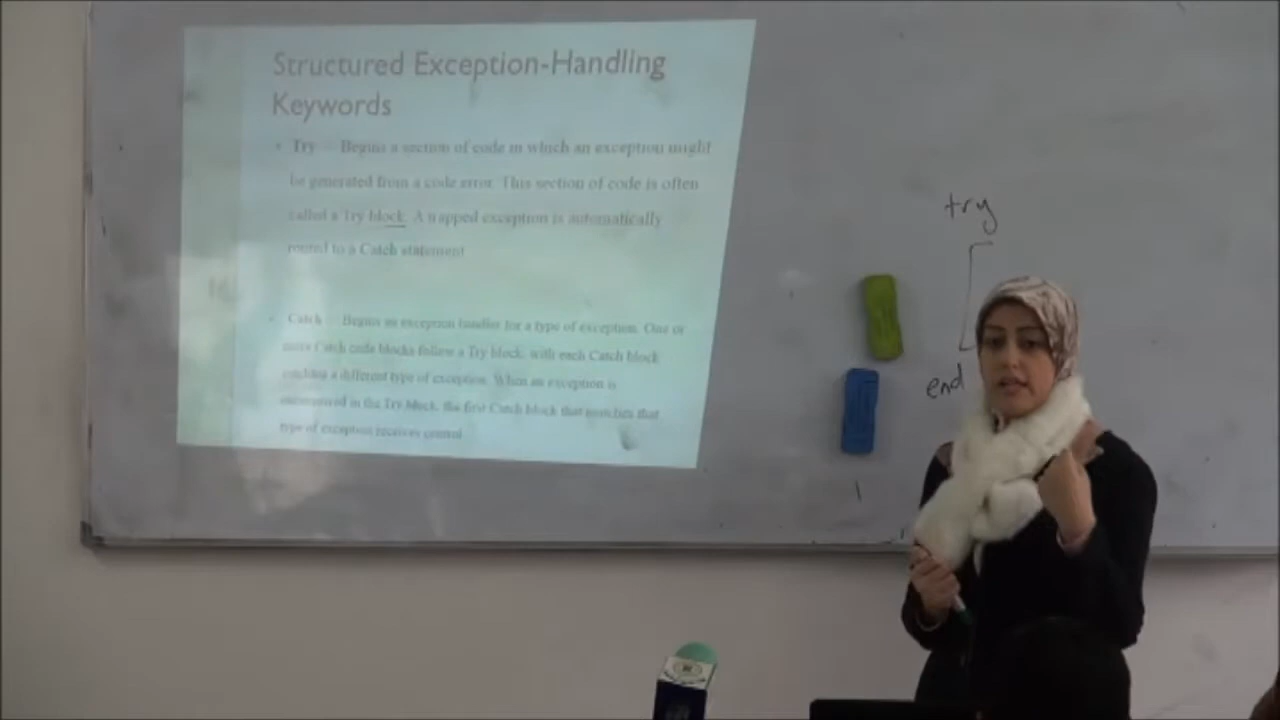 Structured Exception-Handling
Keywords
• Try Begins a section of code in which an exception might
be generated from a code error. This section of code is often
called a Try block. A trapped exception is automatically
routed to a Catch statement
• Catch Begins an exception handler for a type of exception. One or
more Catch code blocks follow a Try block, with each Catch block
catching a different type of exception. When an exception is
encountered in the Try block, the first Catch block that matches that
type of exception receives control
try
end